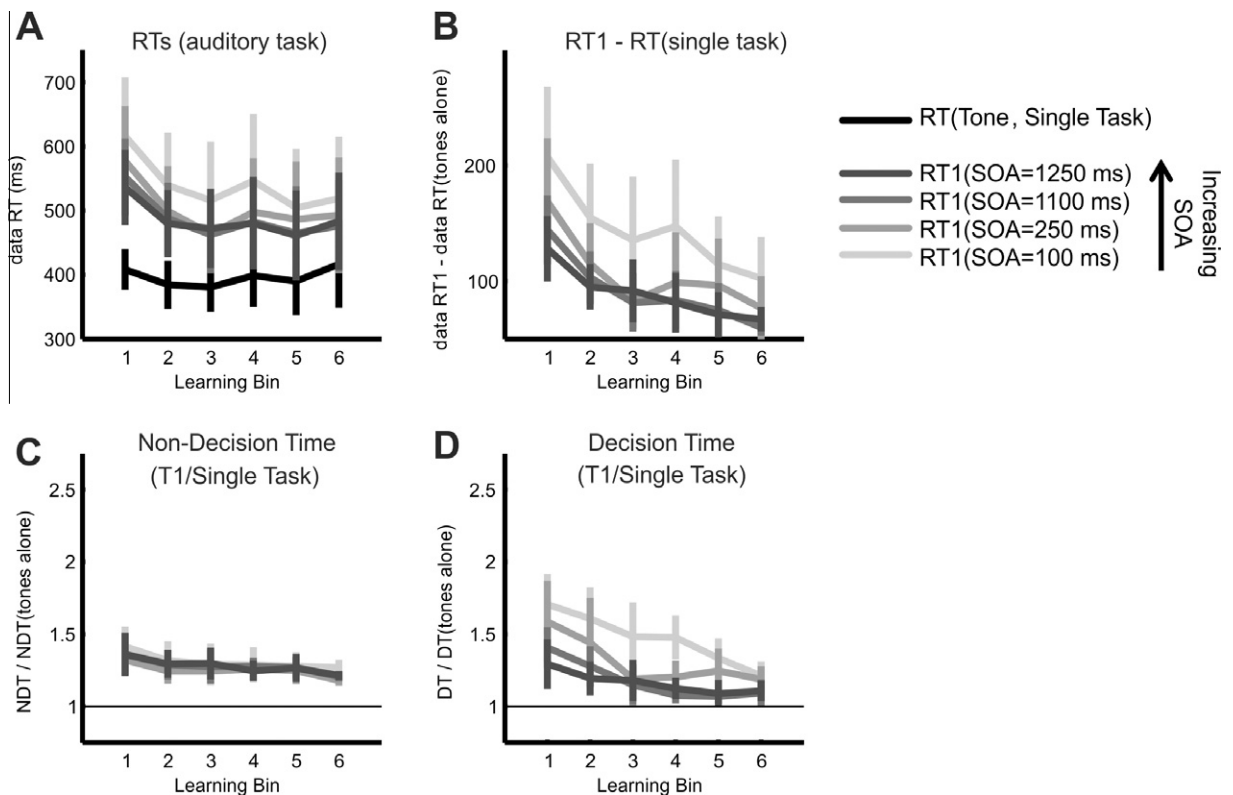 A
RTs (auditory task)
data RT (ms)
700
600
500
400
300
1 2 3 4 5 6
Learning Bin
B
RT1 - RT(single task)
data RT1 - data RT(tones alone)
200
100
1 2 3 4 5 6
Learning Bin
RT(Tone, Single Task)
RT1(SOA=1250 ms)
RT1(SOA=1100 ms)
RT1(SOA=250 ms)
RT1(SOA=100 ms)
Increasing
SOA
C
Non-Decision Time
(T1/Single Task)
NDT / NDT(tones alone)
2.5
2
1.5
1
1 2 3 4 5 6
Learning Bin
D
Decision Time
(T1/Single Task)
DT / DT(tones alone)
2.5
2
1.5
1
1 2 3 4 5 6
Learning Bin